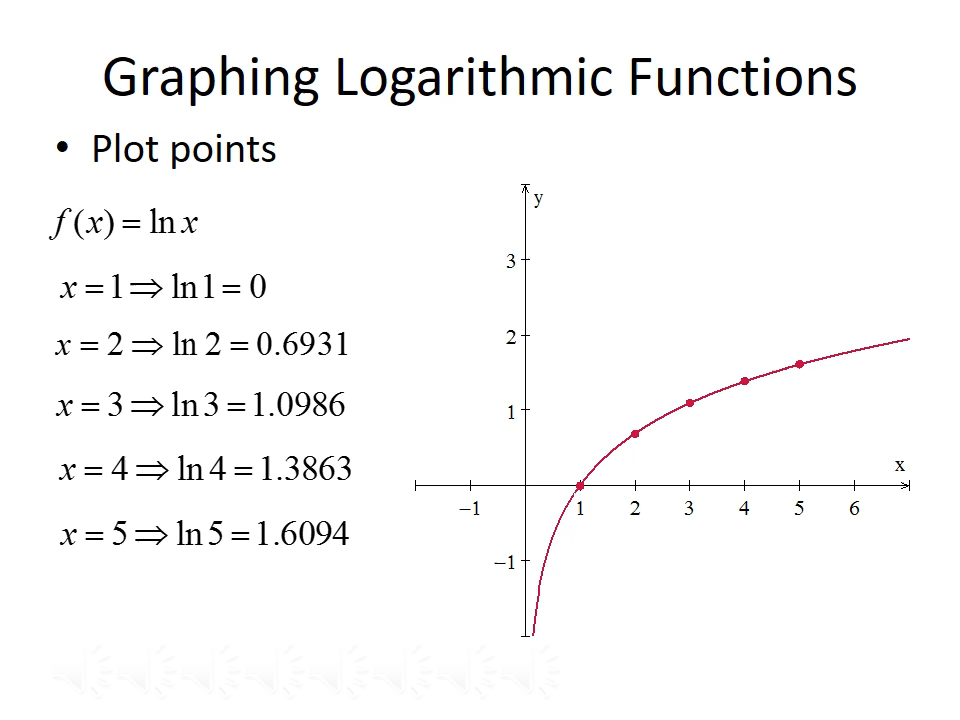 Graphing Logarithmic Functions
• Plot points
f(x) = ln x
x = 1 ⇒ ln 1 = 0
x = 2 ⇒ ln 2 = 0.6931
x = 3 ⇒ ln 3 = 1.0986
x = 4 ⇒ ln 4 = 1.3863
x = 5 ⇒ ln 5 = 1.6094
y
3
2
1
x
−1 1 2 3 4 5 6
−1